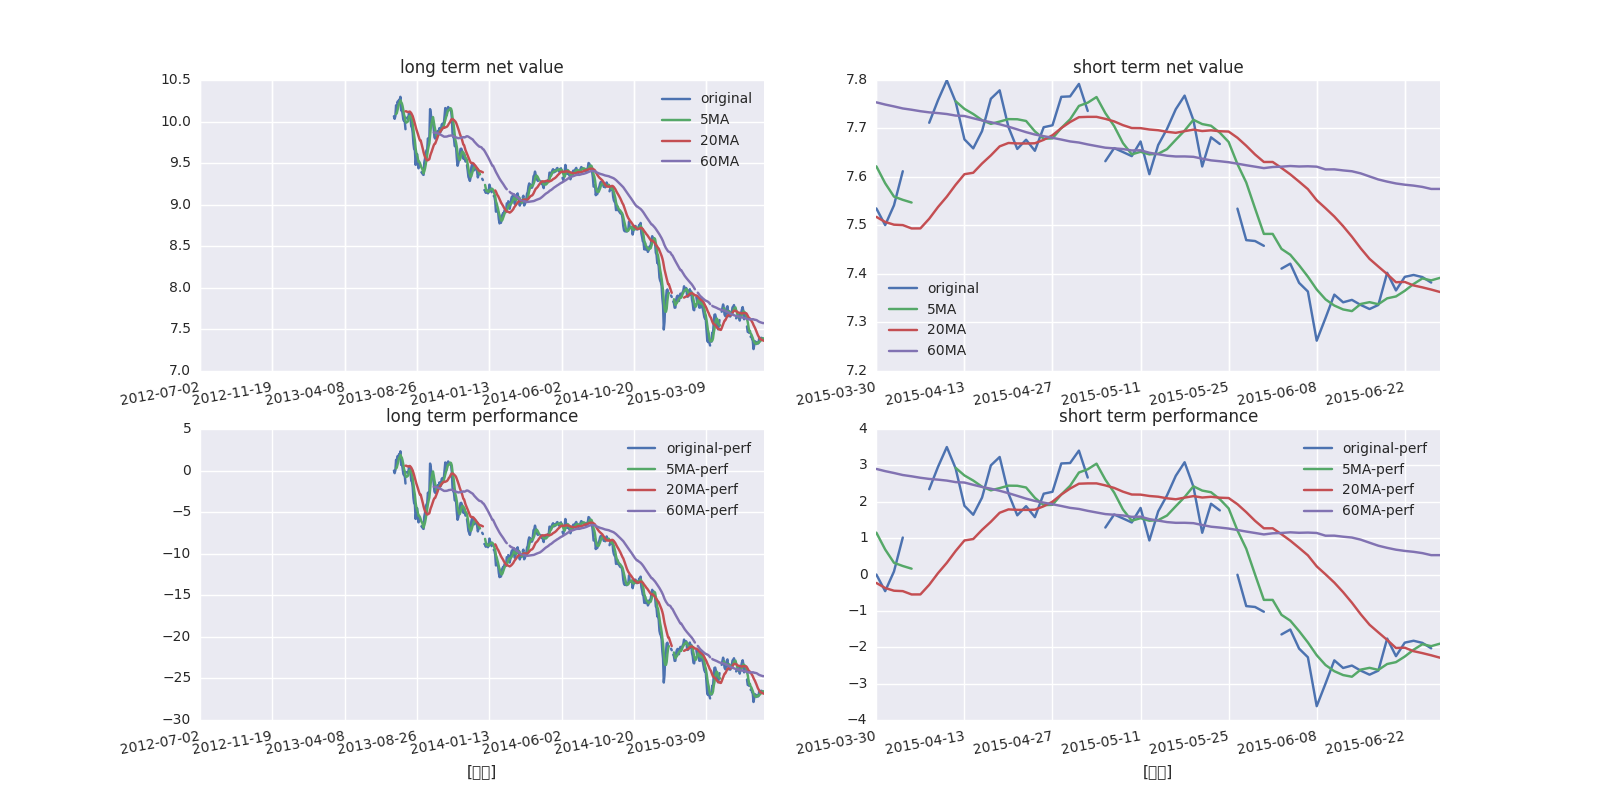 long term net value
10.5
10.0
9.5
9.0
8.5
8.0
7.5
7.0
original
5MA
20MA
60MA
2012-07-02 2012-11-19 2013-04-08 2013-08-26 2014-01-13 2014-06-02 2014-10-20 2015-03-09
short term net value
7.8
7.7
7.6
7.5
7.4
7.3
7.2
original
5MA
20MA
60MA
2015-03-30 2015-04-13 2015-04-27 2015-05-11 2015-05-25 2015-06-08 2015-06-22
long term performance
5
0
−5
−10
−15
−20
−25
−30
original-perf
5MA-perf
20MA-perf
60MA-perf
2012-07-02 2012-11-19 2013-04-08 2013-08-26 2014-01-13 2014-06-02 2014-10-20 2015-03-09
short term performance
4
3
2
1
0
−1
−2
−3
−4
original-perf
5MA-perf
20MA-perf
60MA-perf
2015-03-30 2015-04-13 2015-04-27 2015-05-11 2015-05-25 2015-06-08 2015-06-22